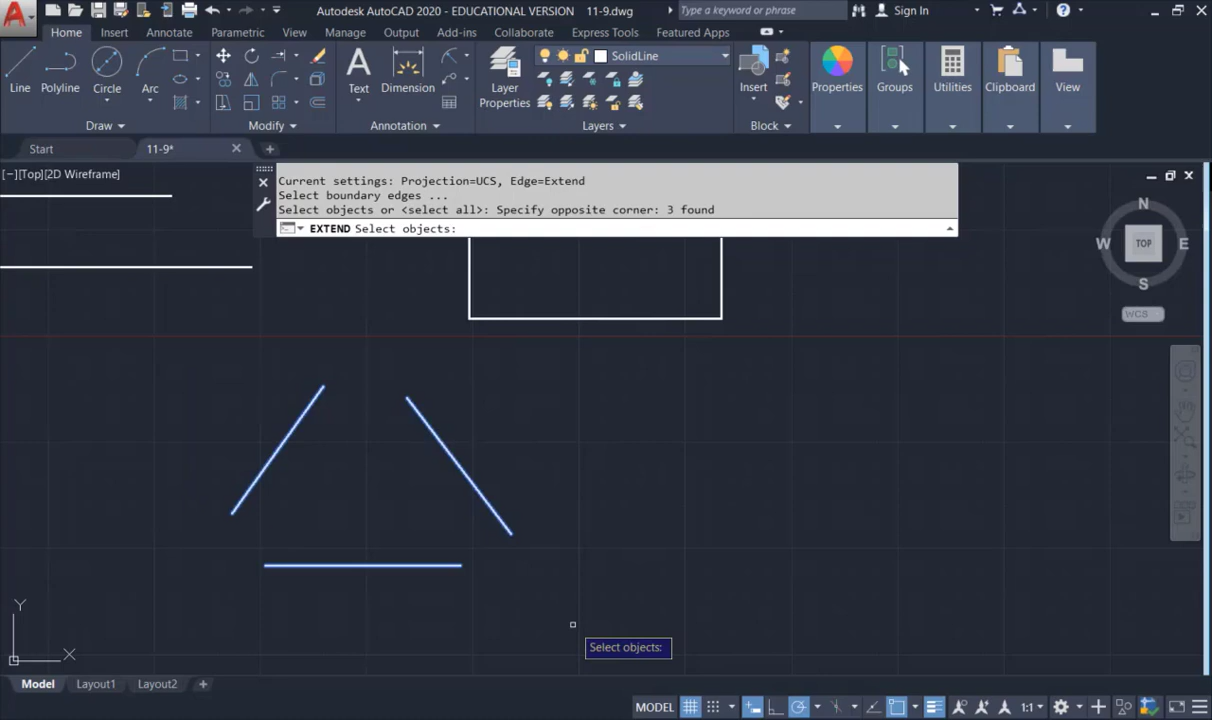 Autodesk AutoCAD 2020 - EDUCATIONAL VERSION 11-9.dwg
Type a keyword or phrase
Sign In
Home Insert Annotate Parametric View Manage Output Add-ins Collaborate Express Tools Featured Apps
SolidLine
Line Polyline Circle Arc
Text Dimension
Layer
Properties
Insert
Properties Groups Utilities Clipboard View
Draw Modify Annotation Layers Block
Start 11-9*
[−][Top][2D Wireframe]
Current settings: Projection=UCS, Edge=Extend
Select boundary edges ...
Select objects or <select all>: Specify opposite corner: 3 found
EXTEND Select objects:
N
W TOP E
S
WCS
Y
X
Select objects:
Model Layout1 Layout2
MODEL 1:1